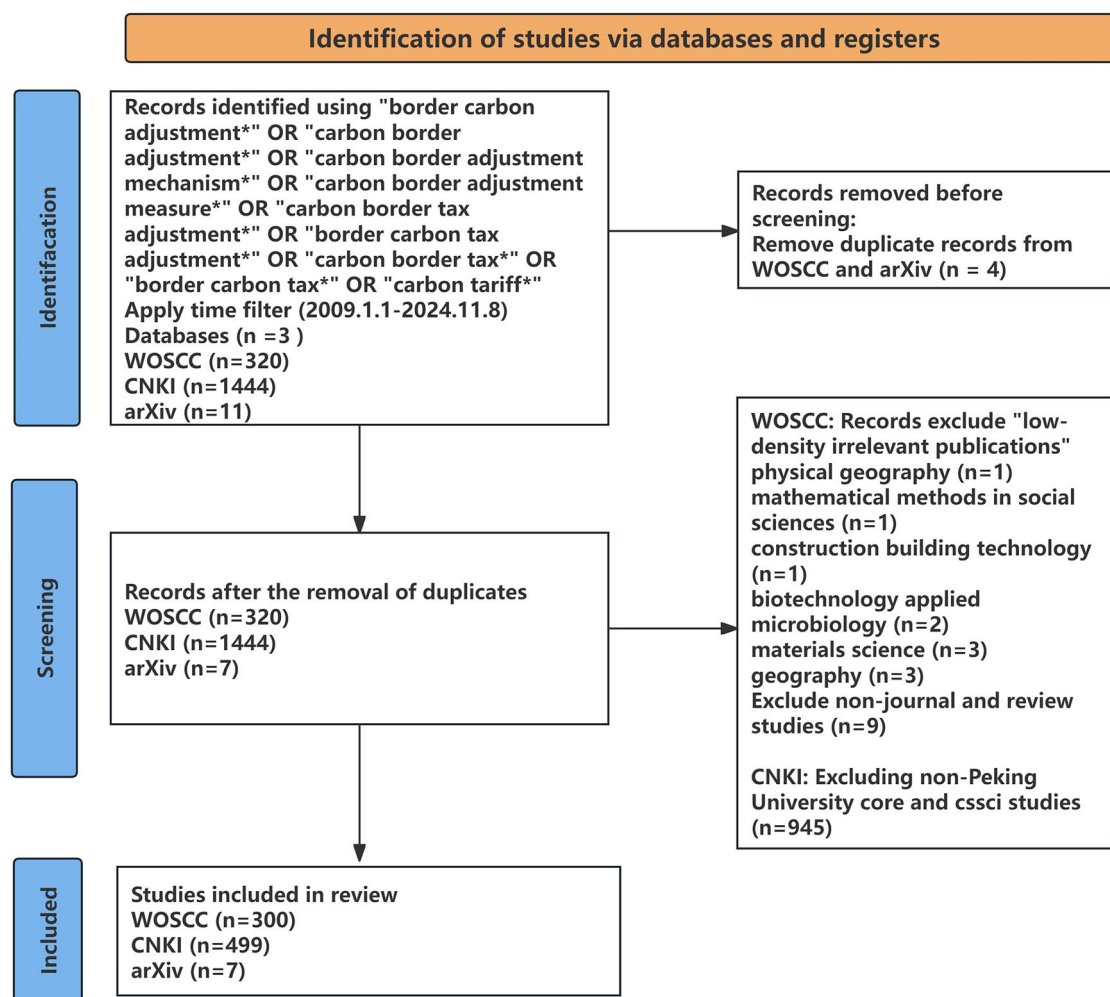 Identification of studies via databases and registers
Identifacation
Records identified using "border carbon
adjustment*" OR "carbon border
adjustment*" OR "carbon border adjustment
mechanism*" OR "carbon border adjustment
measure*" OR "carbon border tax
adjustment*" OR "border carbon tax
adjustment*" OR "carbon border tax*" OR
"border carbon tax*" OR "carbon tariff*"
Apply time filter (2009.1.1-2024.11.8)
Databases (n =3 )
WOSCC (n=320)
CNKI (n=1444)
arXiv (n=11)
Records removed before
screening:
Remove duplicate records from
WOSCC and arXiv (n = 4)
Screening
Records after the removal of duplicates
WOSCC (n=320)
CNKI (n=1444)
arXiv (n=7)
WOSCC: Records exclude "low-
density irrelevant publications"
physical geography (n=1)
mathematical methods in social
sciences (n=1)
construction building technology
(n=1)
biotechnology applied
microbiology (n=2)
materials science (n=3)
geography (n=3)
Exclude non-journal and review
studies (n=9)
CNKI: Excluding non-Peking
University core and cssci studies
(n=945)
Included
Studies included in review
WOSCC (n=300)
CNKI (n=499)
arXiv (n=7)